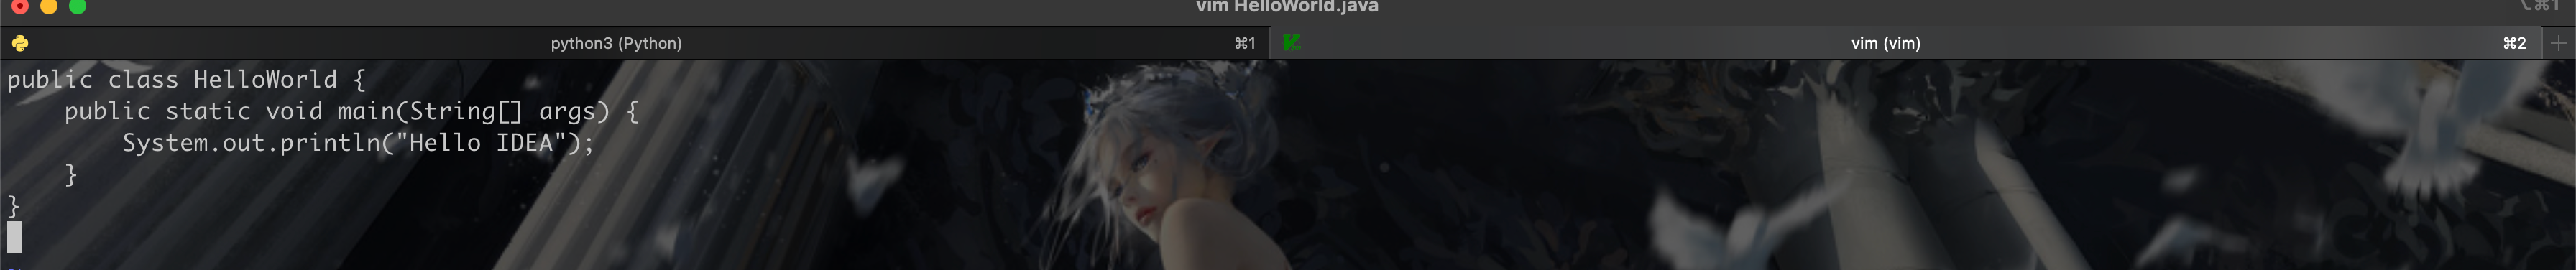 vim HelloWorld.java
⌥⌘1
python3 (Python)
⌘1
vim (vim)
⌘2
public class HelloWorld {
    public static void main(String[] args) {
        System.out.println("Hello IDEA");
    }
}